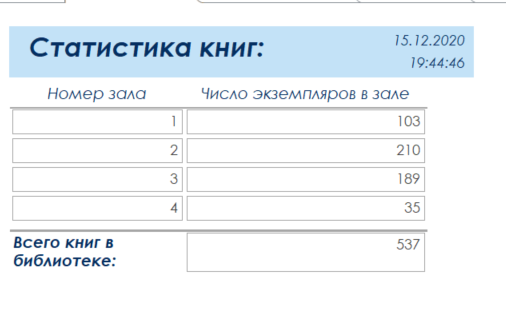 Статистика книг: 15.12.2020
19:44:46
Номер зала Число экземпляров в зале
1 103
2 210
3 189
4 35
Всего книг в 537
библиотеке: